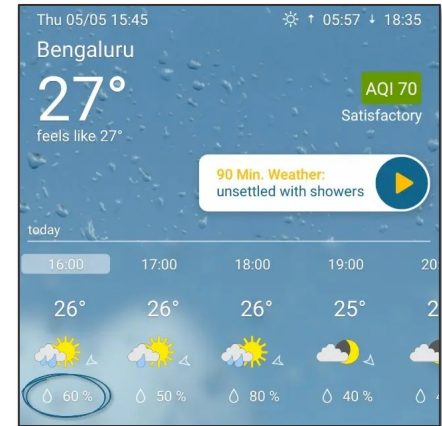 Thu 05/05 15:45 ↑ 05:57 ↓ 18:35
Bengaluru
27°
feels like 27°
AQI 70
Satisfactory
90 Min. Weather:
unsettled with showers
today
16:00 17:00 18:00 19:00 20
26° 26° 26° 25° 2
60 % 50 % 80 % 40 %